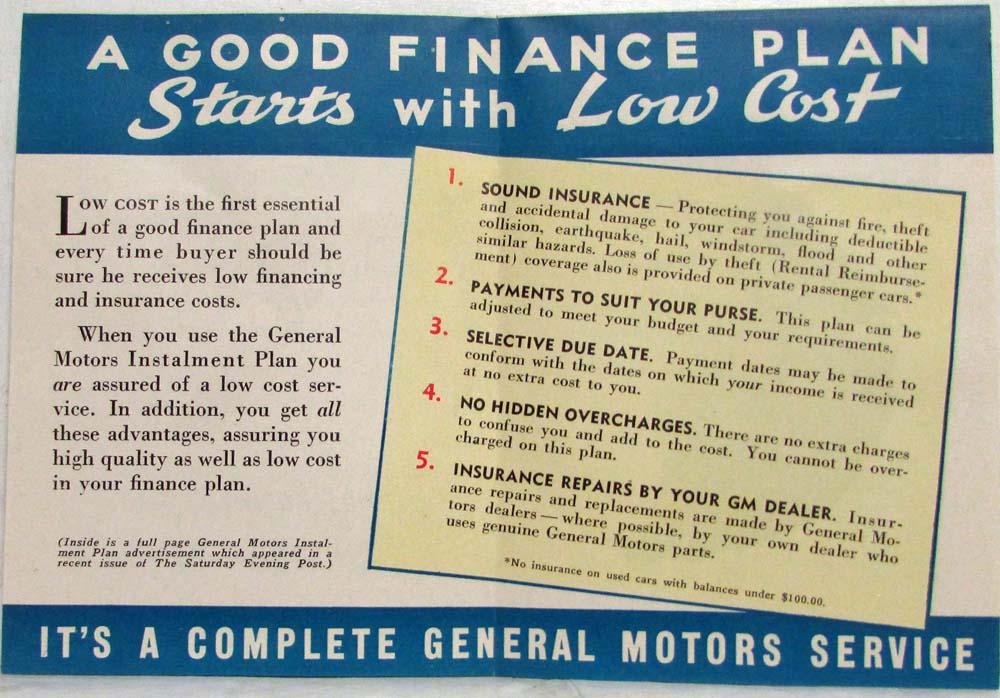 A GOOD FINANCE PLAN
Starts with Low Cost
LOW COST is the first essential
of a good finance plan and
every time buyer should be
sure he receives low financing
and insurance costs.
When you use the General
Motors Instalment Plan you
are assured of a low cost ser-
vice. In addition, you get all
these advantages, assuring you
high quality as well as low cost
in your finance plan.
(Inside is a full page General Motors Instal-
ment Plan advertisement which appeared in a
recent issue of The Saturday Evening Post.)
1. SOUND INSURANCE — Protecting you against fire, theft
and accidental damage to your car including deductible
collision, earthquake, hail, windstorm, flood and other
similar hazards. Loss of use by theft (Rental Reimburse-
ment) coverage also is provided on private passenger cars.*
2. PAYMENTS TO SUIT YOUR PURSE. This plan can be
adjusted to meet your budget and your requirements.
3. SELECTIVE DUE DATE. Payment dates may be made to
conform with the dates on which your income is received
at no extra cost to you.
4. NO HIDDEN OVERCHARGES. There are no extra charges
to confuse you and add to the cost. You cannot be over-
charged on this plan.
5. INSURANCE REPAIRS BY YOUR GM DEALER. Insur-
ance repairs and replacements are made by General Mo-
tors dealers — where possible, by your own dealer who
uses genuine General Motors parts.
*No insurance on used cars with balances under $100.00.
IT'S A COMPLETE GENERAL MOTORS SERVICE